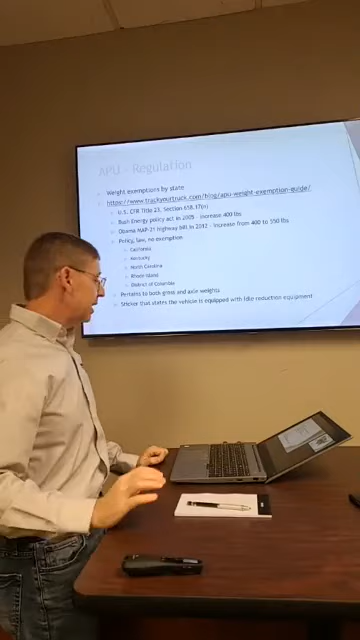 APU - Regulation
Weight exemptions by state
https://www.truckyourtruck.com/blog/apu-weight-exemption-guide/
U.S. CFR Title 23, Section 658.17(n)
Bush Energy policy act in 2005 - increase 400 lbs
Obama MAP-21 highway bill in 2012 - increase from 400 to 550 lbs
Policy, law, no exemption
California
Kentucky
North Carolina
Rhode Island
District of Columbia
Pertains to both gross and axle weights
Sticker that states the vehicle is equipped with idle reduction equipment